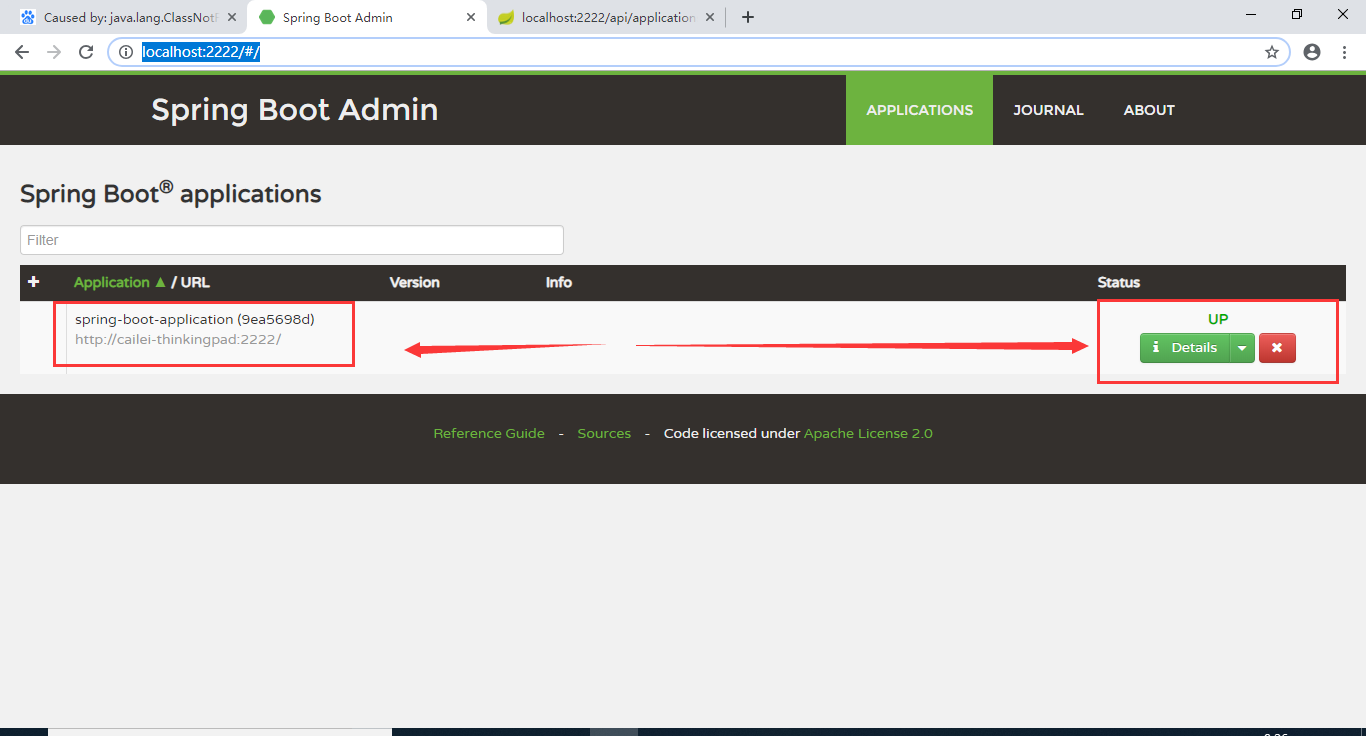 Caused by: java.lang.ClassNotF
Spring Boot Admin
localhost:2222/api/application
localhost:2222/#/
Spring Boot Admin
APPLICATIONS
JOURNAL
ABOUT
Spring Boot® applications
Filter
+ Application ▲ / URL Version Info Status
spring-boot-application (9ea5698d)
http://cailei-thinkingpad:2222/
UP
i Details
Reference Guide - Sources - Code licensed under Apache License 2.0